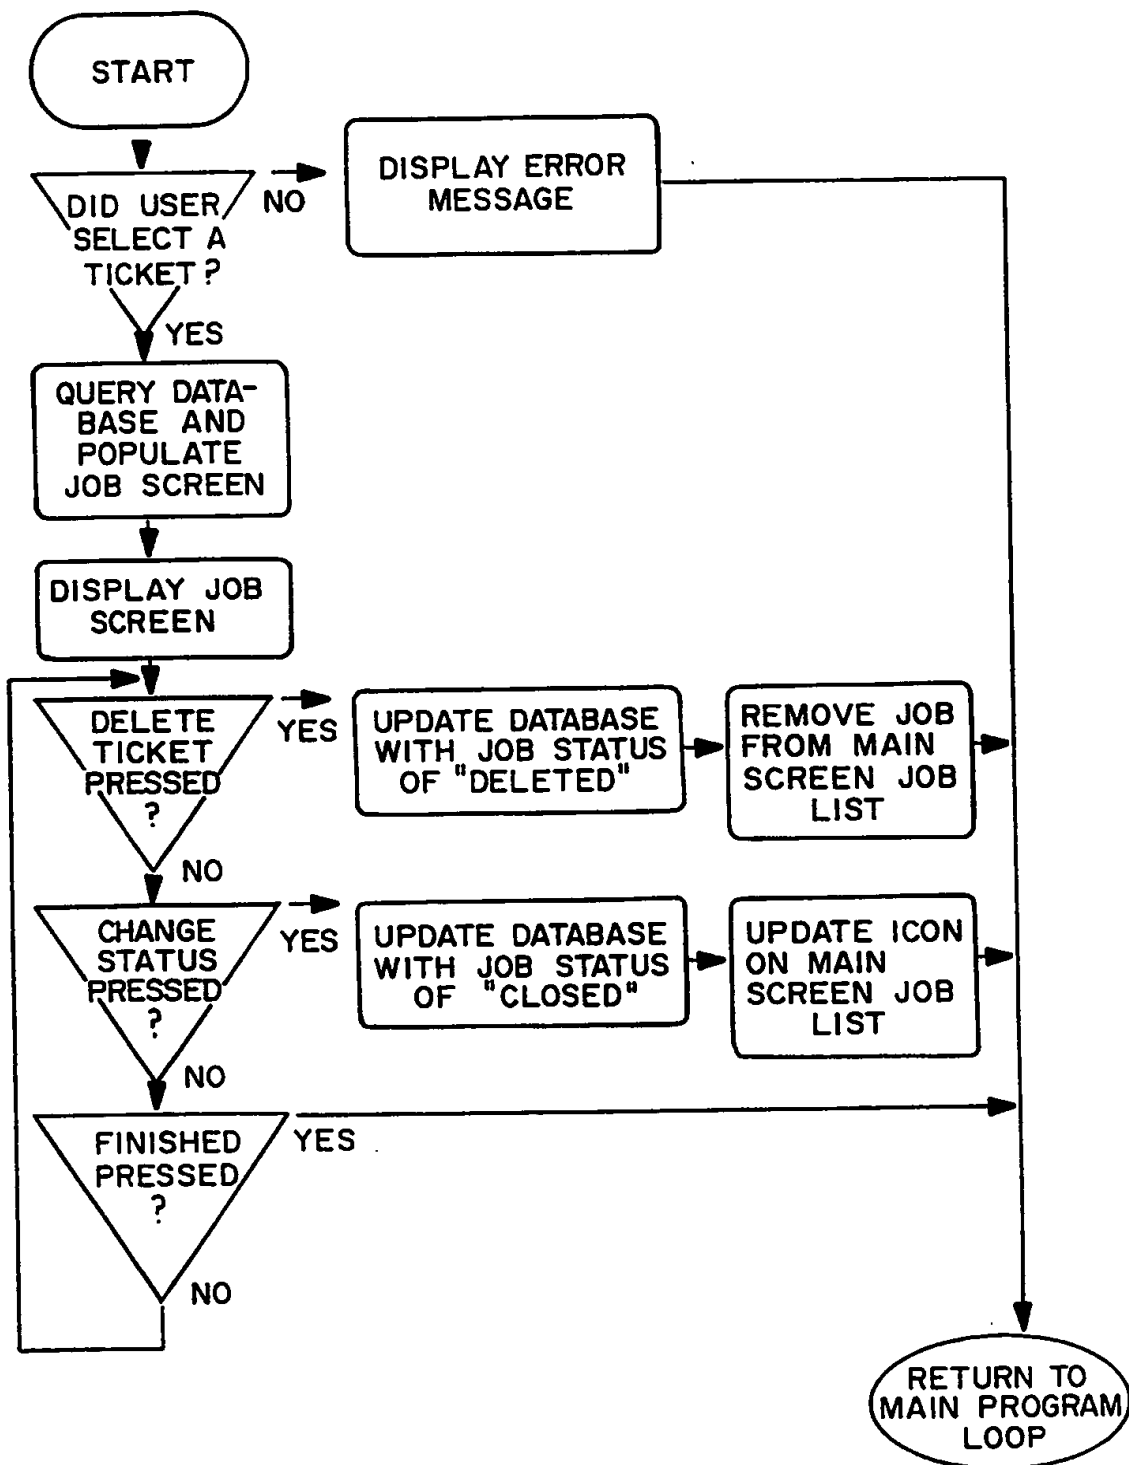 START
DID USER
SELECT A
TICKET?
NO
DISPLAY ERROR
MESSAGE
YES
QUERY DATA-
BASE AND
POPULATE
JOB SCREEN
DISPLAY JOB
SCREEN
DELETE
TICKET
PRESSED
?
YES
UPDATE DATABASE
WITH JOB STATUS
OF "DELETED"
REMOVE JOB
FROM MAIN
SCREEN JOB
LIST
NO
CHANGE
STATUS
PRESSED
?
YES
UPDATE DATABASE
WITH JOB STATUS
OF "CLOSED"
UPDATE ICON
ON MAIN
SCREEN JOB
LIST
NO
FINISHED
PRESSED
?
YES
NO
RETURN TO
MAIN PROGRAM
LOOP